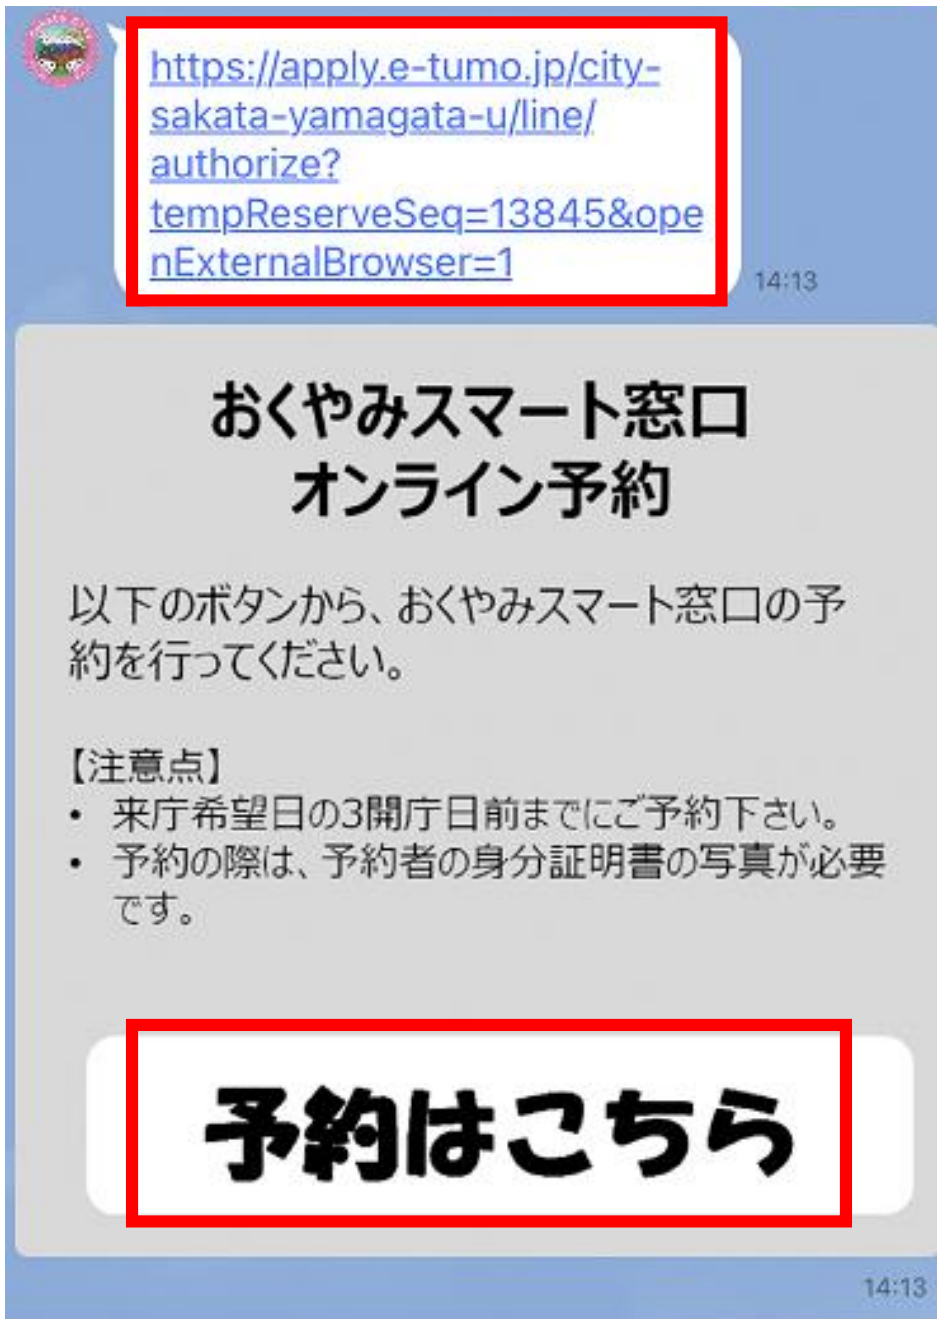 https://apply.e-tumo.jp/city-
sakata-yamagata-u/line/
authorize?
tempReserveSeq=13845&ope
nExternalBrowser=1
14:13
おくやみスマート窓口
オンライン予約
以下のボタンから、おくやみスマート窓口の予
約を行ってください。
【注意点】
• 来庁希望日の3開庁日前までにご予約下さい。
• 予約の際は、予約者の身分証明書の写真が必要
です。
予約はこちら
14:13